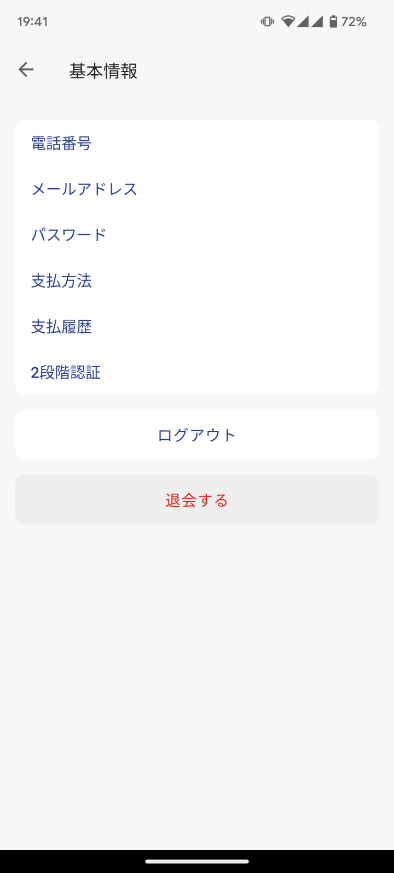 19:41
72%
基本情報
電話番号
メールアドレス
パスワード
支払方法
支払履歴
2段階認証
ログアウト
退会する